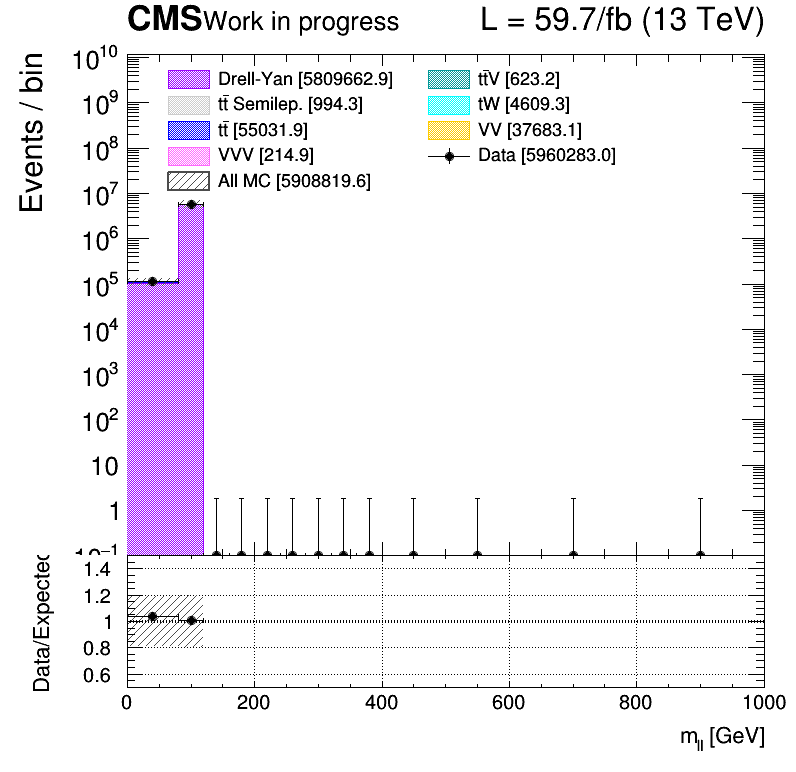 CMS Work in progress L = 59.7/fb (13 TeV)
Events / bin
10^10
10^9
10^8
10^7
10^6
10^5
10^4
10^3
10^2
10
1
10^−1
Drell-Yan [5809662.9]
tt̄ Semilep. [994.3]
tt̄ [55031.9]
VVV [214.9]
All MC [5908819.6]
tt̄V [623.2]
tW [4609.3]
VV [37683.1]
Data [5960283.0]
Data/Expected
1.4
1.2
1
0.8
0.6
0 200 400 600 800 1000
m_ll [GeV]